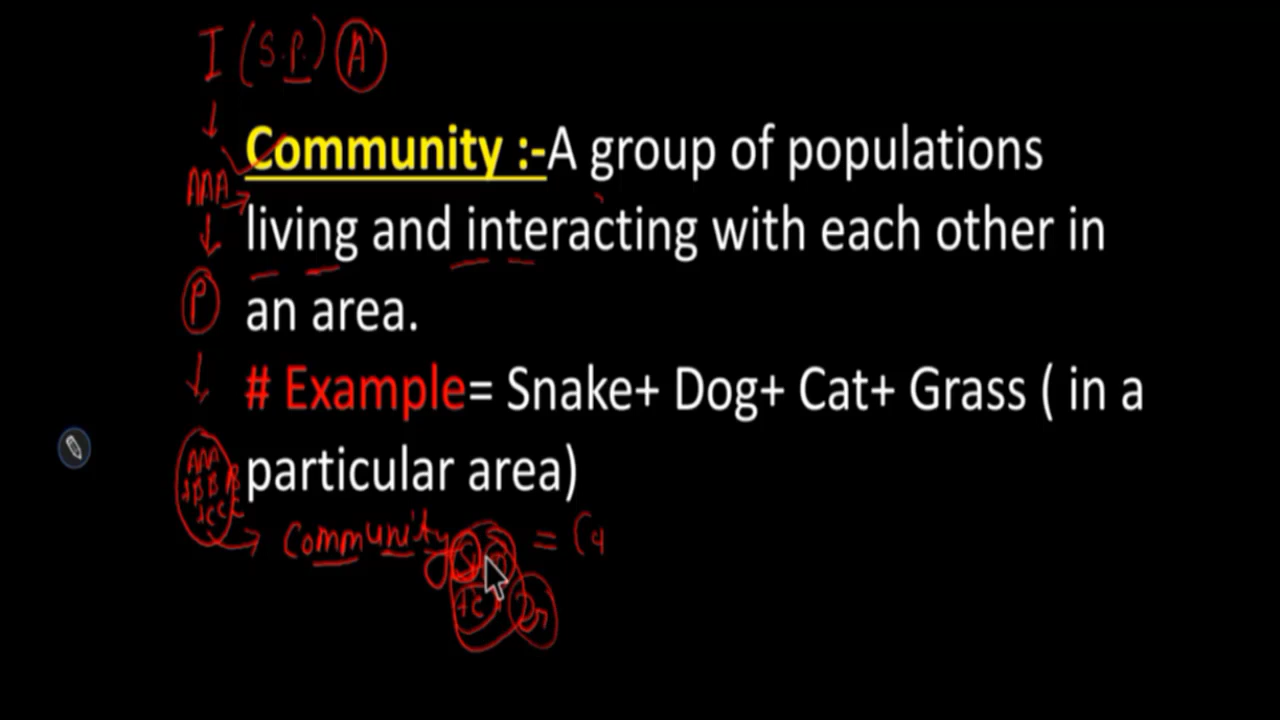 I (S.P.) A
Community :-A group of populations
AAA
living and interacting with each other in
P
an area.
# Example= Snake+ Dog+ Cat+ Grass ( in a
AAA
particular area)
Community =